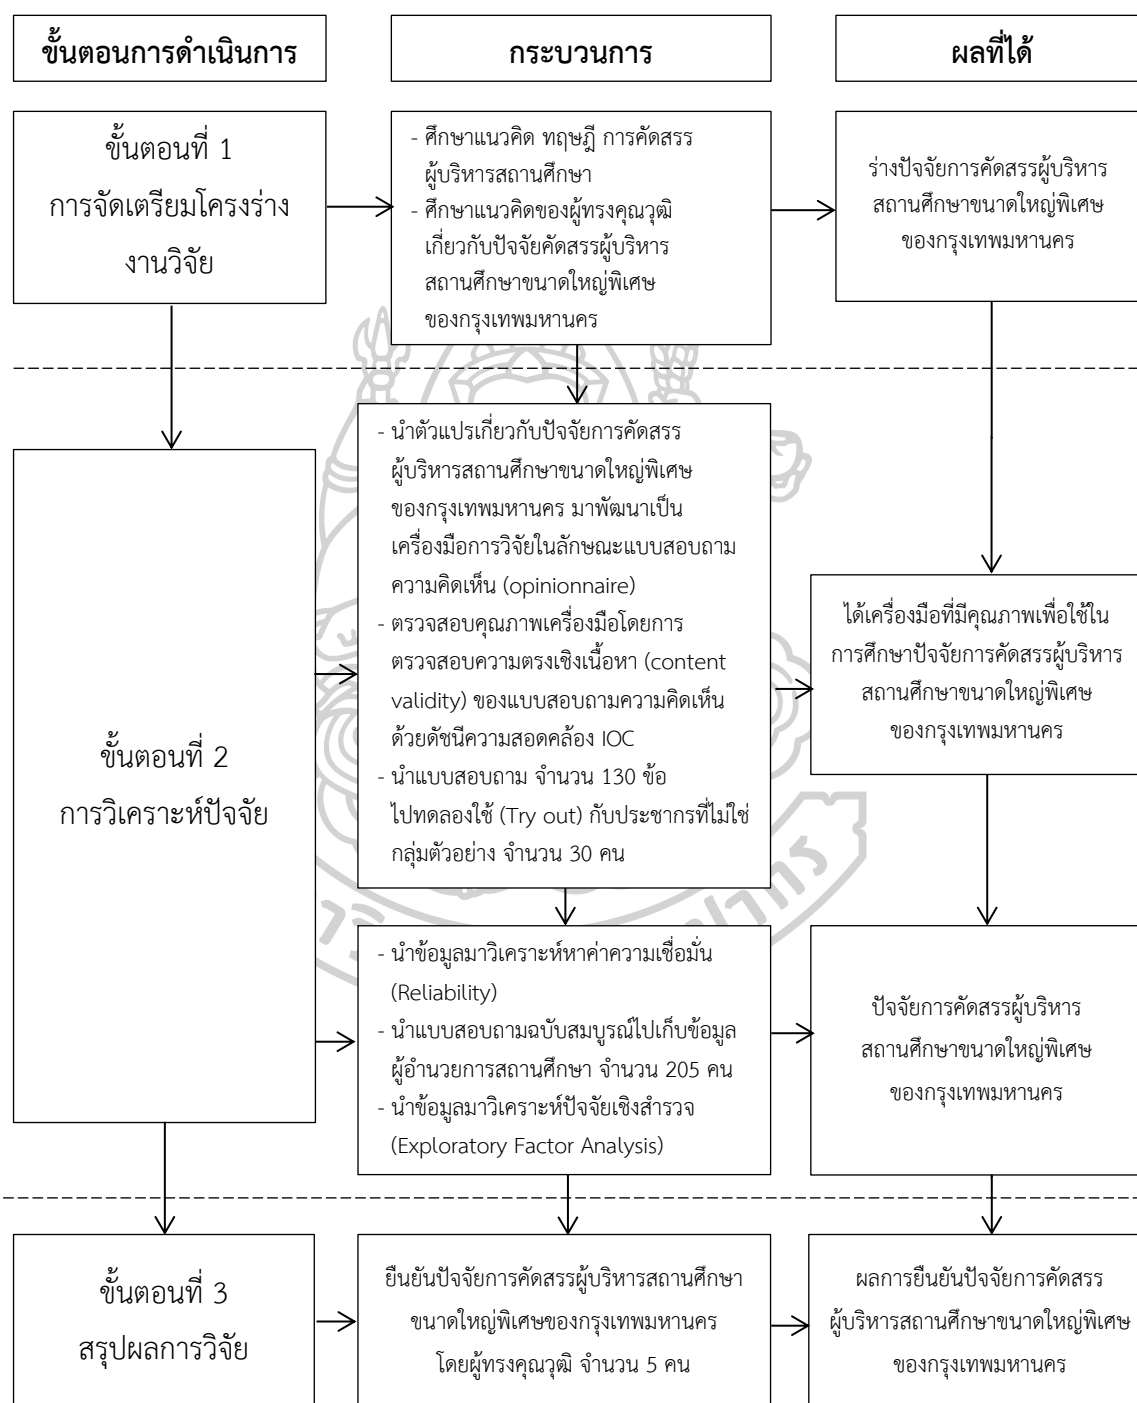 ขั้นตอนการดำเนินการ
กระบวนการ
ผลที่ได้
ขั้นตอนที่ 1
การจัดเตรียมโครงร่าง
งานวิจัย
- ศึกษาแนวคิด ทฤษฎี การคัดสรร
ผู้บริหารสถานศึกษา
- ศึกษาแนวคิดของผู้ทรงคุณวุฒิ
เกี่ยวกับปัจจัยคัดสรรผู้บริหาร
สถานศึกษาขนาดใหญ่พิเศษ
ของกรุงเทพมหานคร
ร่างปัจจัยการคัดสรรผู้บริหาร
สถานศึกษาขนาดใหญ่พิเศษ
ของกรุงเทพมหานคร
ขั้นตอนที่ 2
การวิเคราะห์ปัจจัย
- นำตัวแปรเกี่ยวกับปัจจัยการคัดสรร
ผู้บริหารสถานศึกษาขนาดใหญ่พิเศษ
ของกรุงเทพมหานคร มาพัฒนาเป็น
เครื่องมือการวิจัยในลักษณะแบบสอบถาม
ความคิดเห็น (opinionnaire)
- ตรวจสอบคุณภาพเครื่องมือโดยการ
ตรวจสอบความตรงเชิงเนื้อหา (content
validity) ของแบบสอบถามความคิดเห็น
ด้วยดัชนีความสอดคล้อง IOC
- นำแบบสอบถาม จำนวน 130 ข้อ
ไปทดลองใช้ (Try out) กับประชากรที่ไม่ใช่
กลุ่มตัวอย่าง จำนวน 30 คน
ได้เครื่องมือที่มีคุณภาพเพื่อใช้ใน
การศึกษาปัจจัยการคัดสรรผู้บริหาร
สถานศึกษาขนาดใหญ่พิเศษ
ของกรุงเทพมหานคร
- นำข้อมูลมาวิเคราะห์หาค่าความเชื่อมั่น
(Reliability)
- นำแบบสอบถามฉบับสมบูรณ์ไปเก็บข้อมูล
ผู้อำนวยการสถานศึกษา จำนวน 205 คน
- นำข้อมูลมาวิเคราะห์ปัจจัยเชิงสำรวจ
(Exploratory Factor Analysis)
ปัจจัยการคัดสรรผู้บริหาร
สถานศึกษาขนาดใหญ่พิเศษ
ของกรุงเทพมหานคร
ขั้นตอนที่ 3
สรุปผลการวิจัย
ยืนยันปัจจัยการคัดสรรผู้บริหารสถานศึกษา
ขนาดใหญ่พิเศษของกรุงเทพมหานคร
โดยผู้ทรงคุณวุฒิ จำนวน 5 คน
ผลการยืนยันปัจจัยการคัดสรร
ผู้บริหารสถานศึกษาขนาดใหญ่พิเศษ
ของกรุงเทพมหานคร